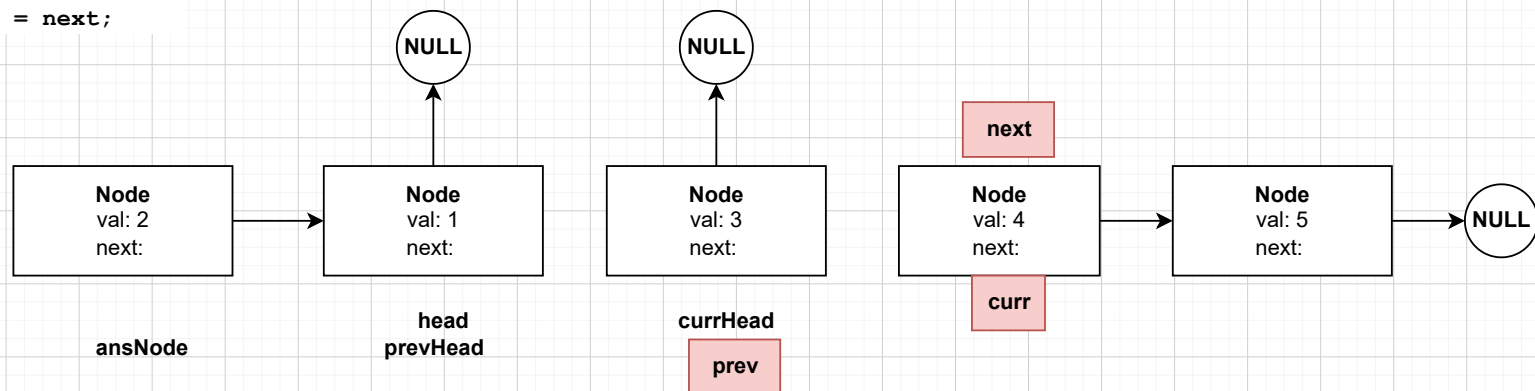 = next;
NULL
NULL
next
Node
val: 2
next:
Node
val: 1
next:
Node
val: 3
next:
Node
val: 4
next:
Node
val: 5
next:
NULL
curr
head
prevHead
currHead
ansNode
prev